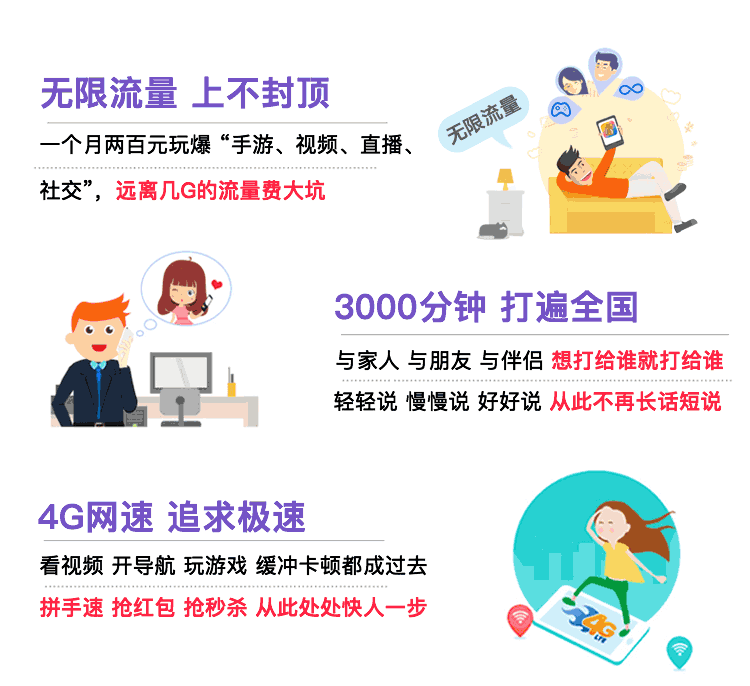 无限流量 上不封顶
一个月两百元玩爆“手游、视频、直播、
社交”，远离几G的流量费大坑
无限流量
3000分钟 打遍全国
与家人 与朋友 与伴侣 想打给谁就打给谁
轻轻说 慢慢说 好好说 从此不再长话短说
4G网速 追求极速
看视频 开导航 玩游戏 缓冲卡顿都成过去
拼手速 抢红包 抢秒杀 从此处处快人一步
4G
LTE